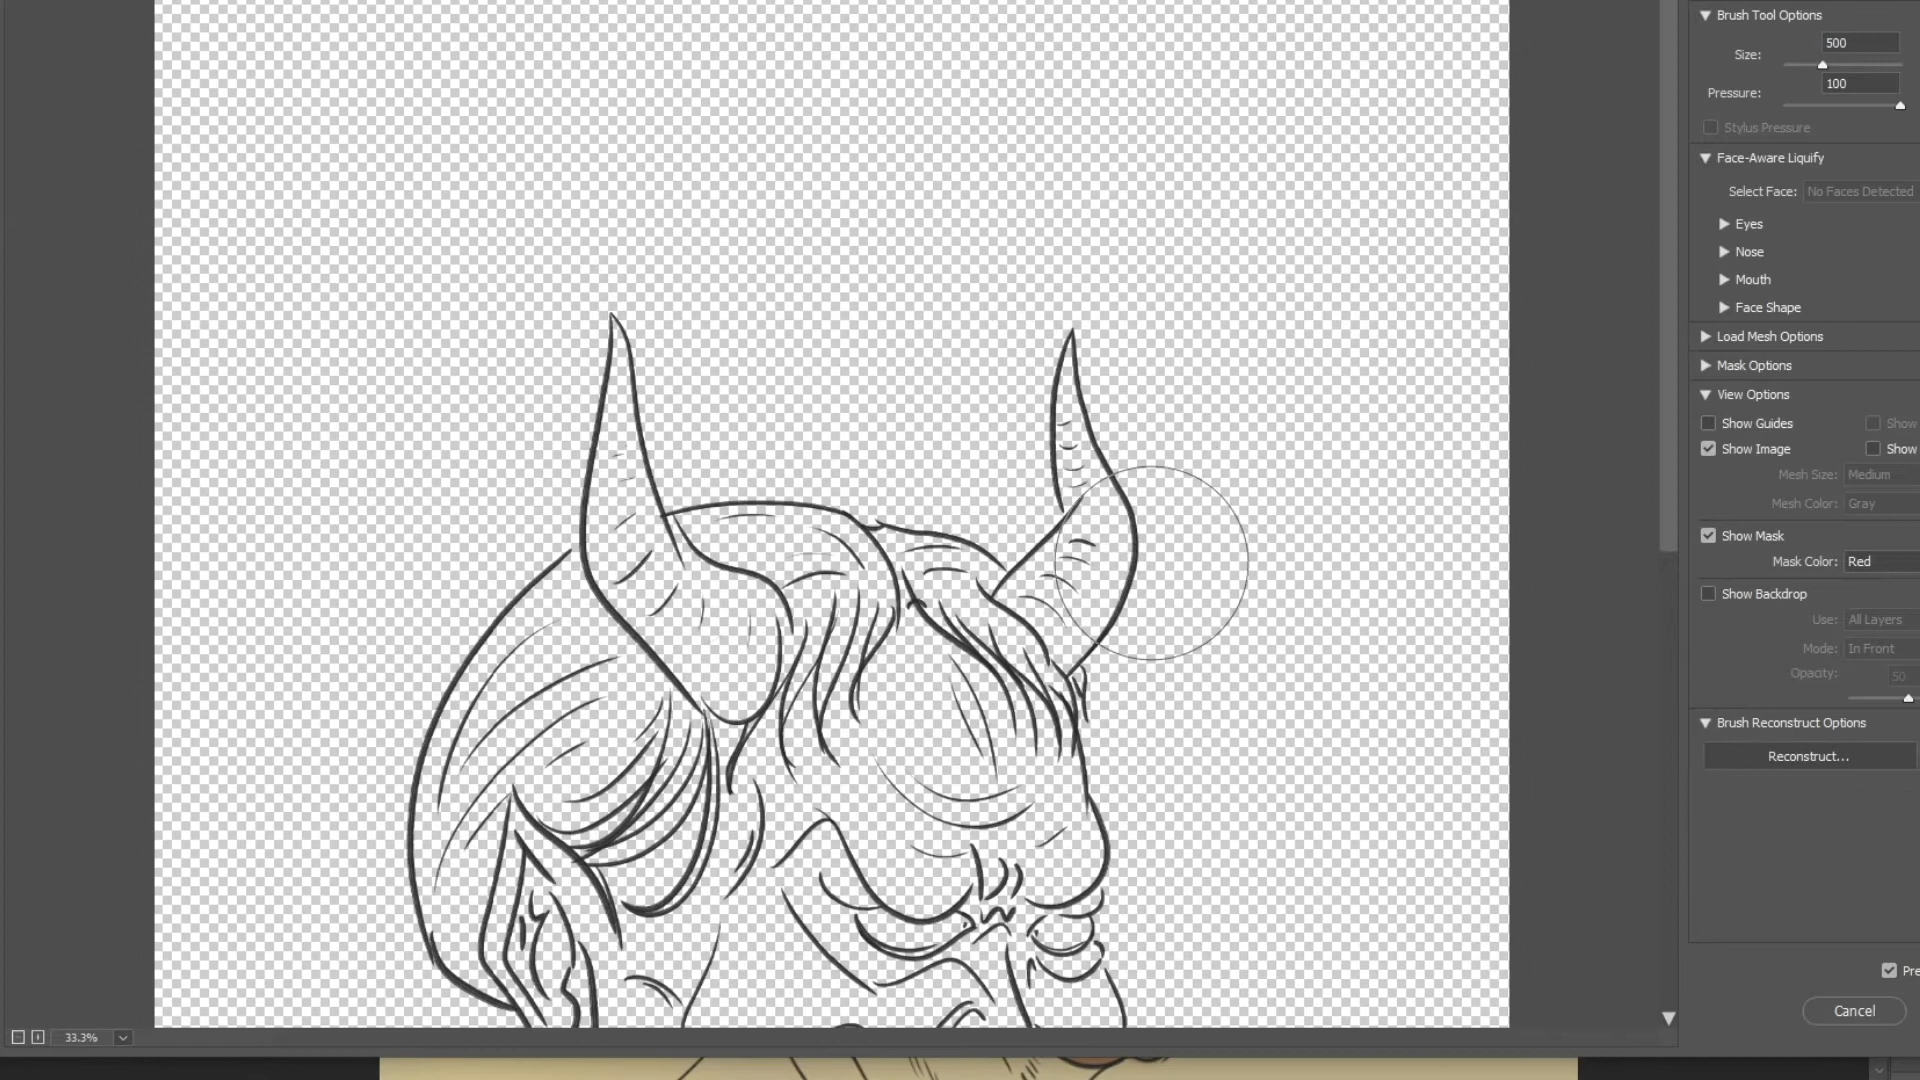 Brush Tool Options
Size: 500
Pressure: 100
Stylus Pressure
Face-Aware Liquify
Select Face: No Faces Detected
Eyes
Nose
Mouth
Face Shape
Load Mesh Options
Mask Options
View Options
Show Guides Show
Show Image Show
Mesh Size: Medium
Mesh Color: Gray
Show Mask
Mask Color: Red
Show Backdrop
Use: All Layers
Mode: In Front
Opacity: 50
Brush Reconstruct Options
Reconstruct...
Pre
Cancel
33.3%